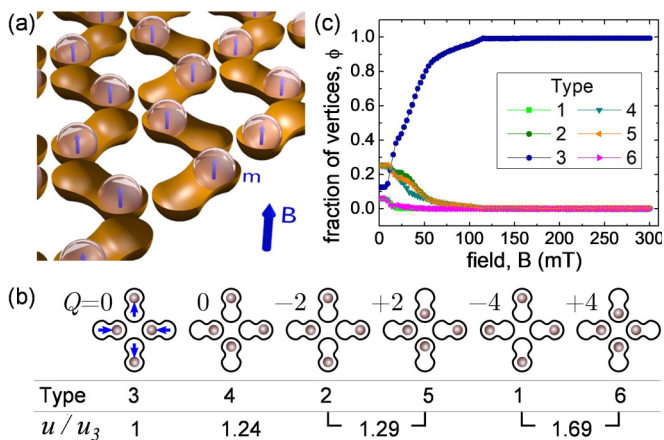 (a)
m
B
(c)
fraction of vertices, ϕ
1.0
0.8
0.6
0.4
0.2
0.0
Type
1 4
2 5
3 6
0 50 100 150 200 250 300
field, B (mT)
(b)
Q=0 0 −2 +2 −4 +4
Type 3 4 2 5 1 6
u / u₃ 1 1.24 1.29 1.69